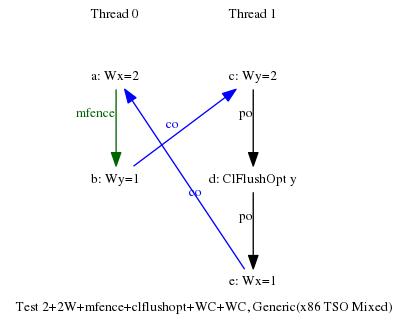 Thread 0 Thread 1
a: Wx=2 c: Wy=2
mfence po
co
b: Wy=1 d: ClFlushOpt y
co
po
e: Wx=1
Test 2+2W+mfence+clflushopt+WC+WC, Generic(x86 TSO Mixed)